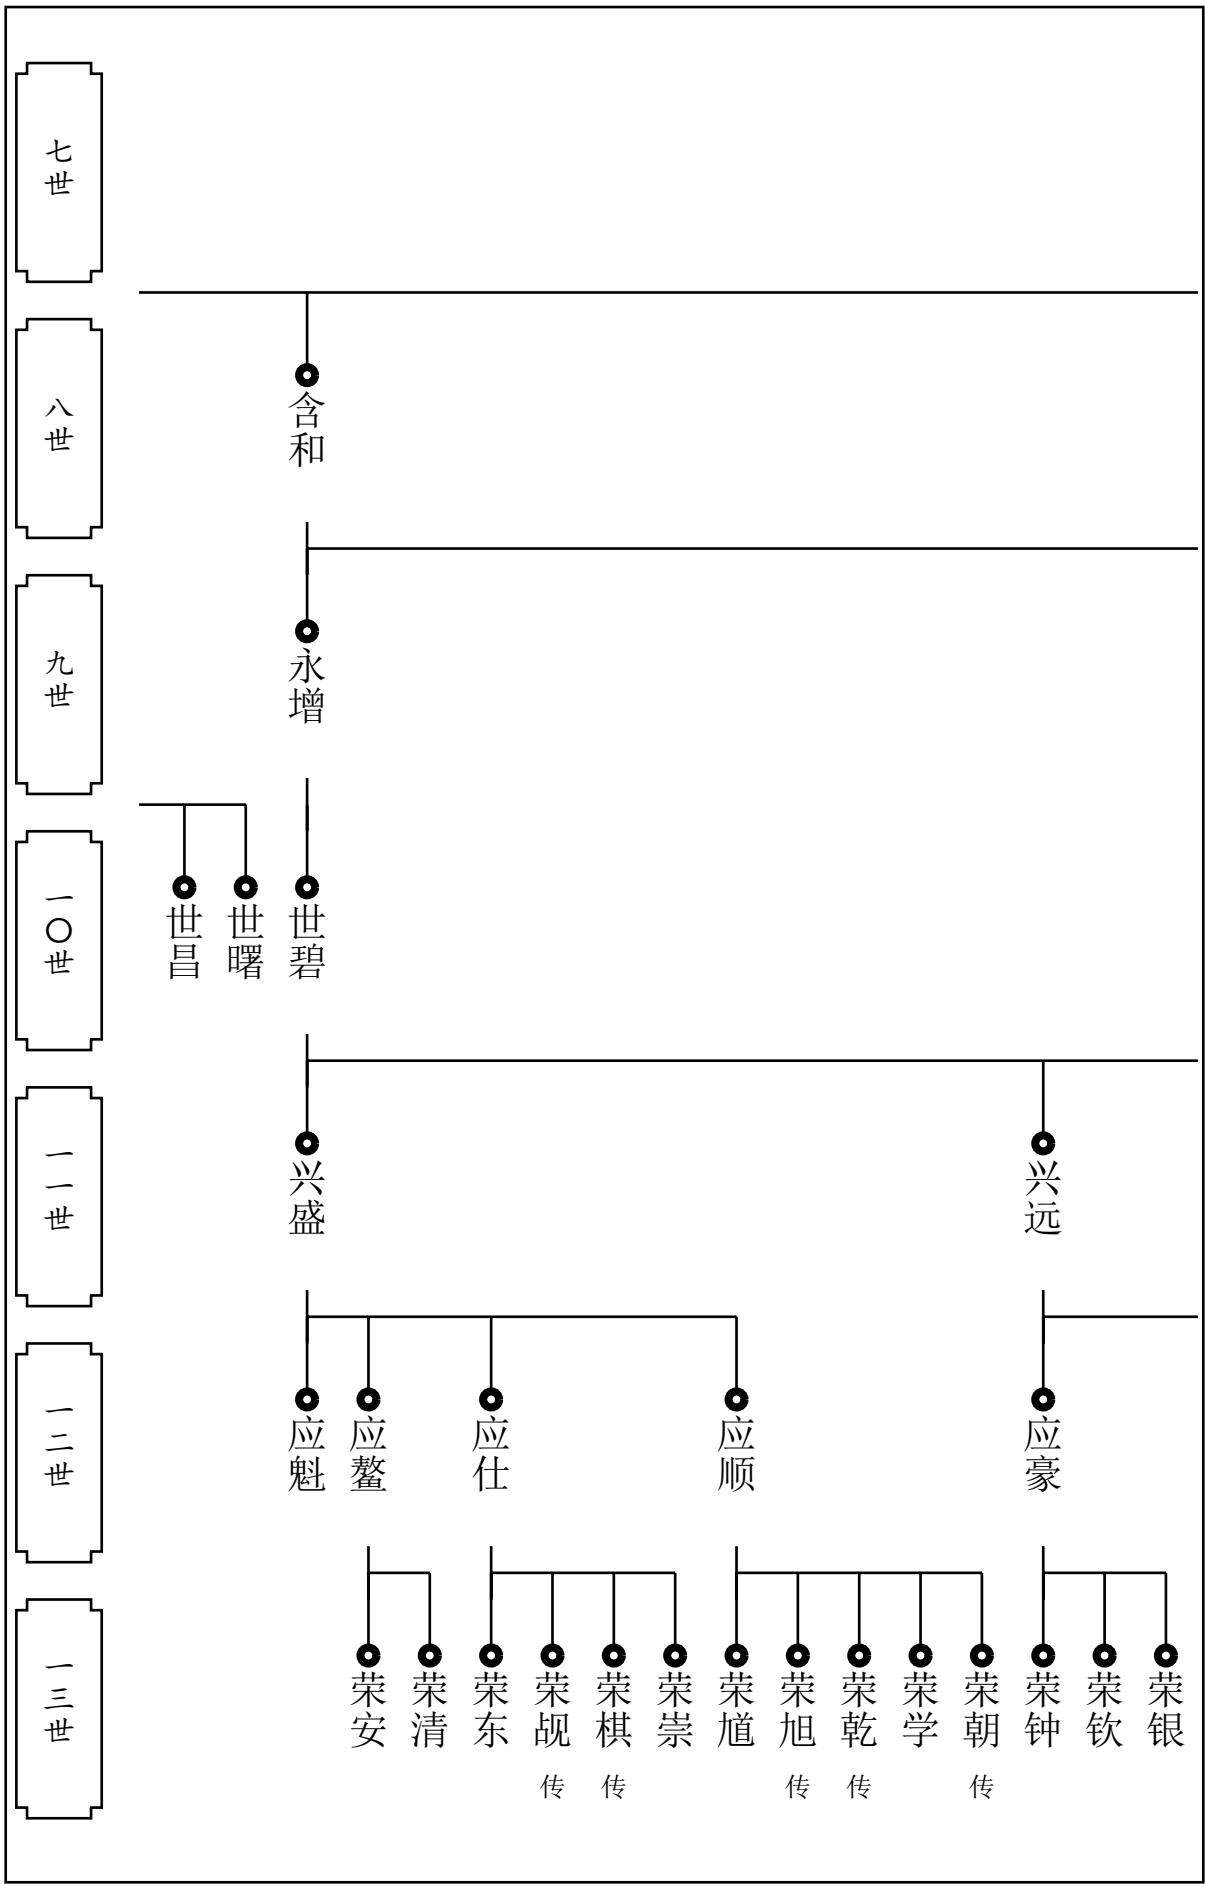 七世
八世
含和
九世
永增
一〇世
世昌
世曙
世碧
一一世
兴盛
兴远
一二世
应魁
应鳌
应仕
应顺
应豪
一三世
荣安
荣清
荣东
荣觇
传
荣棋
传
荣崇
荣馗
荣旭
传
荣乾
传
荣学
荣朝
传
荣钟
荣钦
荣银